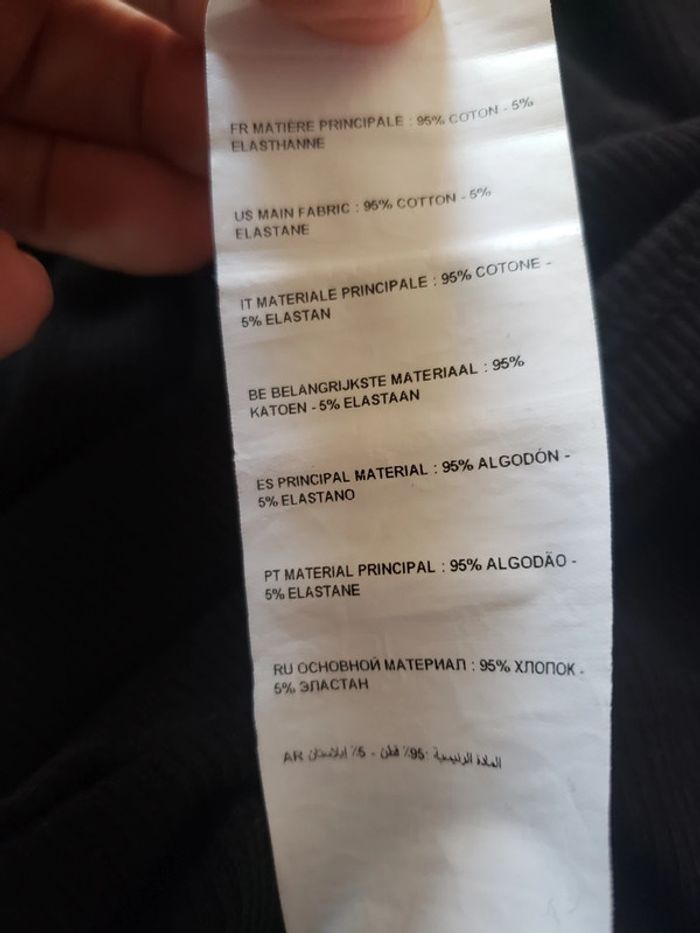 FR MATIÈRE PRINCIPALE : 95% COTON - 5%
ELASTHANNE
US MAIN FABRIC : 95% COTTON - 5%
ELASTANE
IT MATERIALE PRINCIPALE : 95% COTONE -
5% ELASTAN
BE BELANGRIJKSTE MATERIAAL : 95%
KATOEN - 5% ELASTAAN
ES PRINCIPAL MATERIAL : 95% ALGODÓN -
5% ELASTANO
PT MATERIAL PRINCIPAL : 95% ALGODÃO -
5% ELASTANE
RU ОСНОВНОЙ МАТЕРИАЛ : 95% ХЛОПОК -
5% ЭЛАСТАН
AR المادة الرئيسية: 95٪ قطن - 5٪ إيلاستان